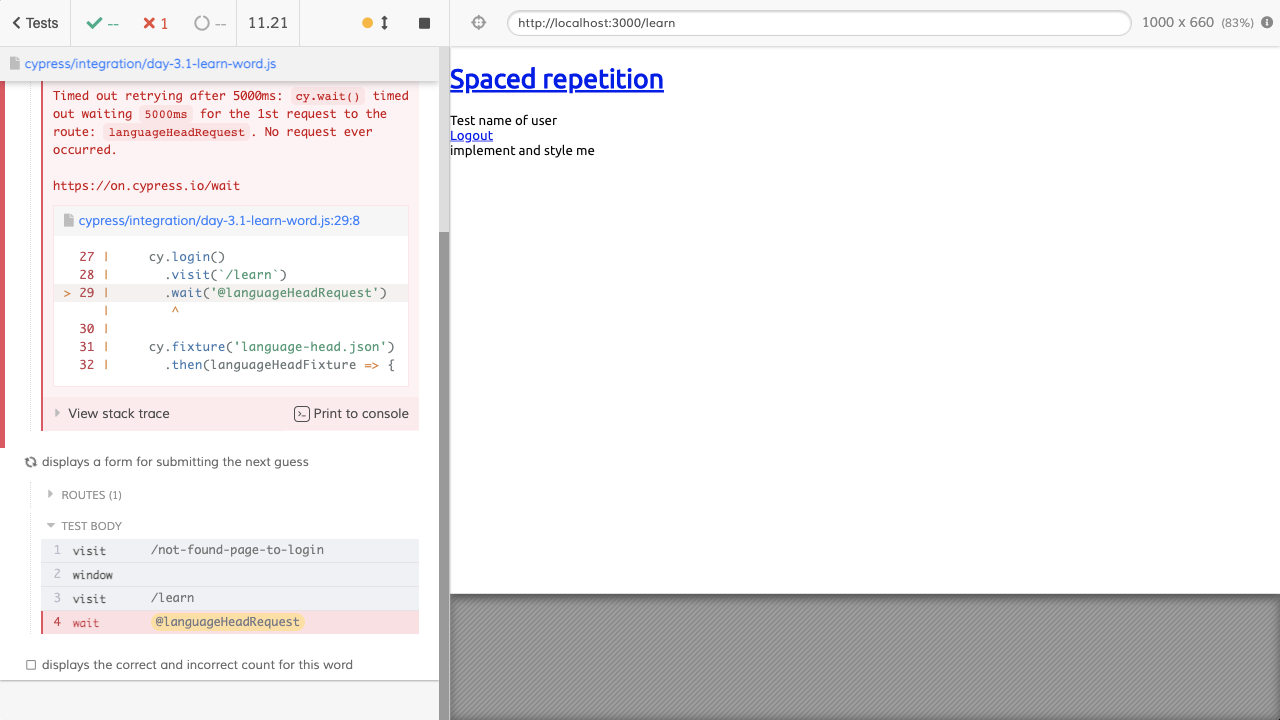 Tests
--
1
--
11.21
http://localhost:3000/learn
1000 x 660 (83%)
cypress/integration/day-3.1-learn-word.js
Timed out retrying after 5000ms: cy.wait() timed
out waiting 5000ms for the 1st request to the
route: languageHeadRequest. No request ever
occurred.
https://on.cypress.io/wait
cypress/integration/day-3.1-learn-word.js:29:8
27 | cy.login()
28 | .visit(`/learn`)
> 29 | .wait('@languageHeadRequest')
| ^
30 |
31 | cy.fixture('language-head.json')
32 | .then(languageHeadFixture => {
View stack trace
Print to console
displays a form for submitting the next guess
ROUTES (1)
TEST BODY
1 visit /not-found-page-to-login
2 window
3 visit /learn
4 wait @languageHeadRequest
displays the correct and incorrect count for this word
Spaced repetition
Test name of user
Logout
implement and style me